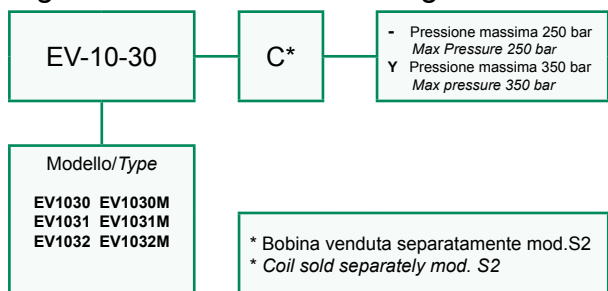 EV-10-30
C*
- Pressione massima 250 bar
Max Pressure 250 bar
Y Pressione massima 350 bar
Max pressure 350 bar
Modello/Type
EV1030 EV1030M
EV1031 EV1031M
EV1032 EV1032M
* Bobina venduta separatamente mod.S2
* Coil sold separately mod. S2